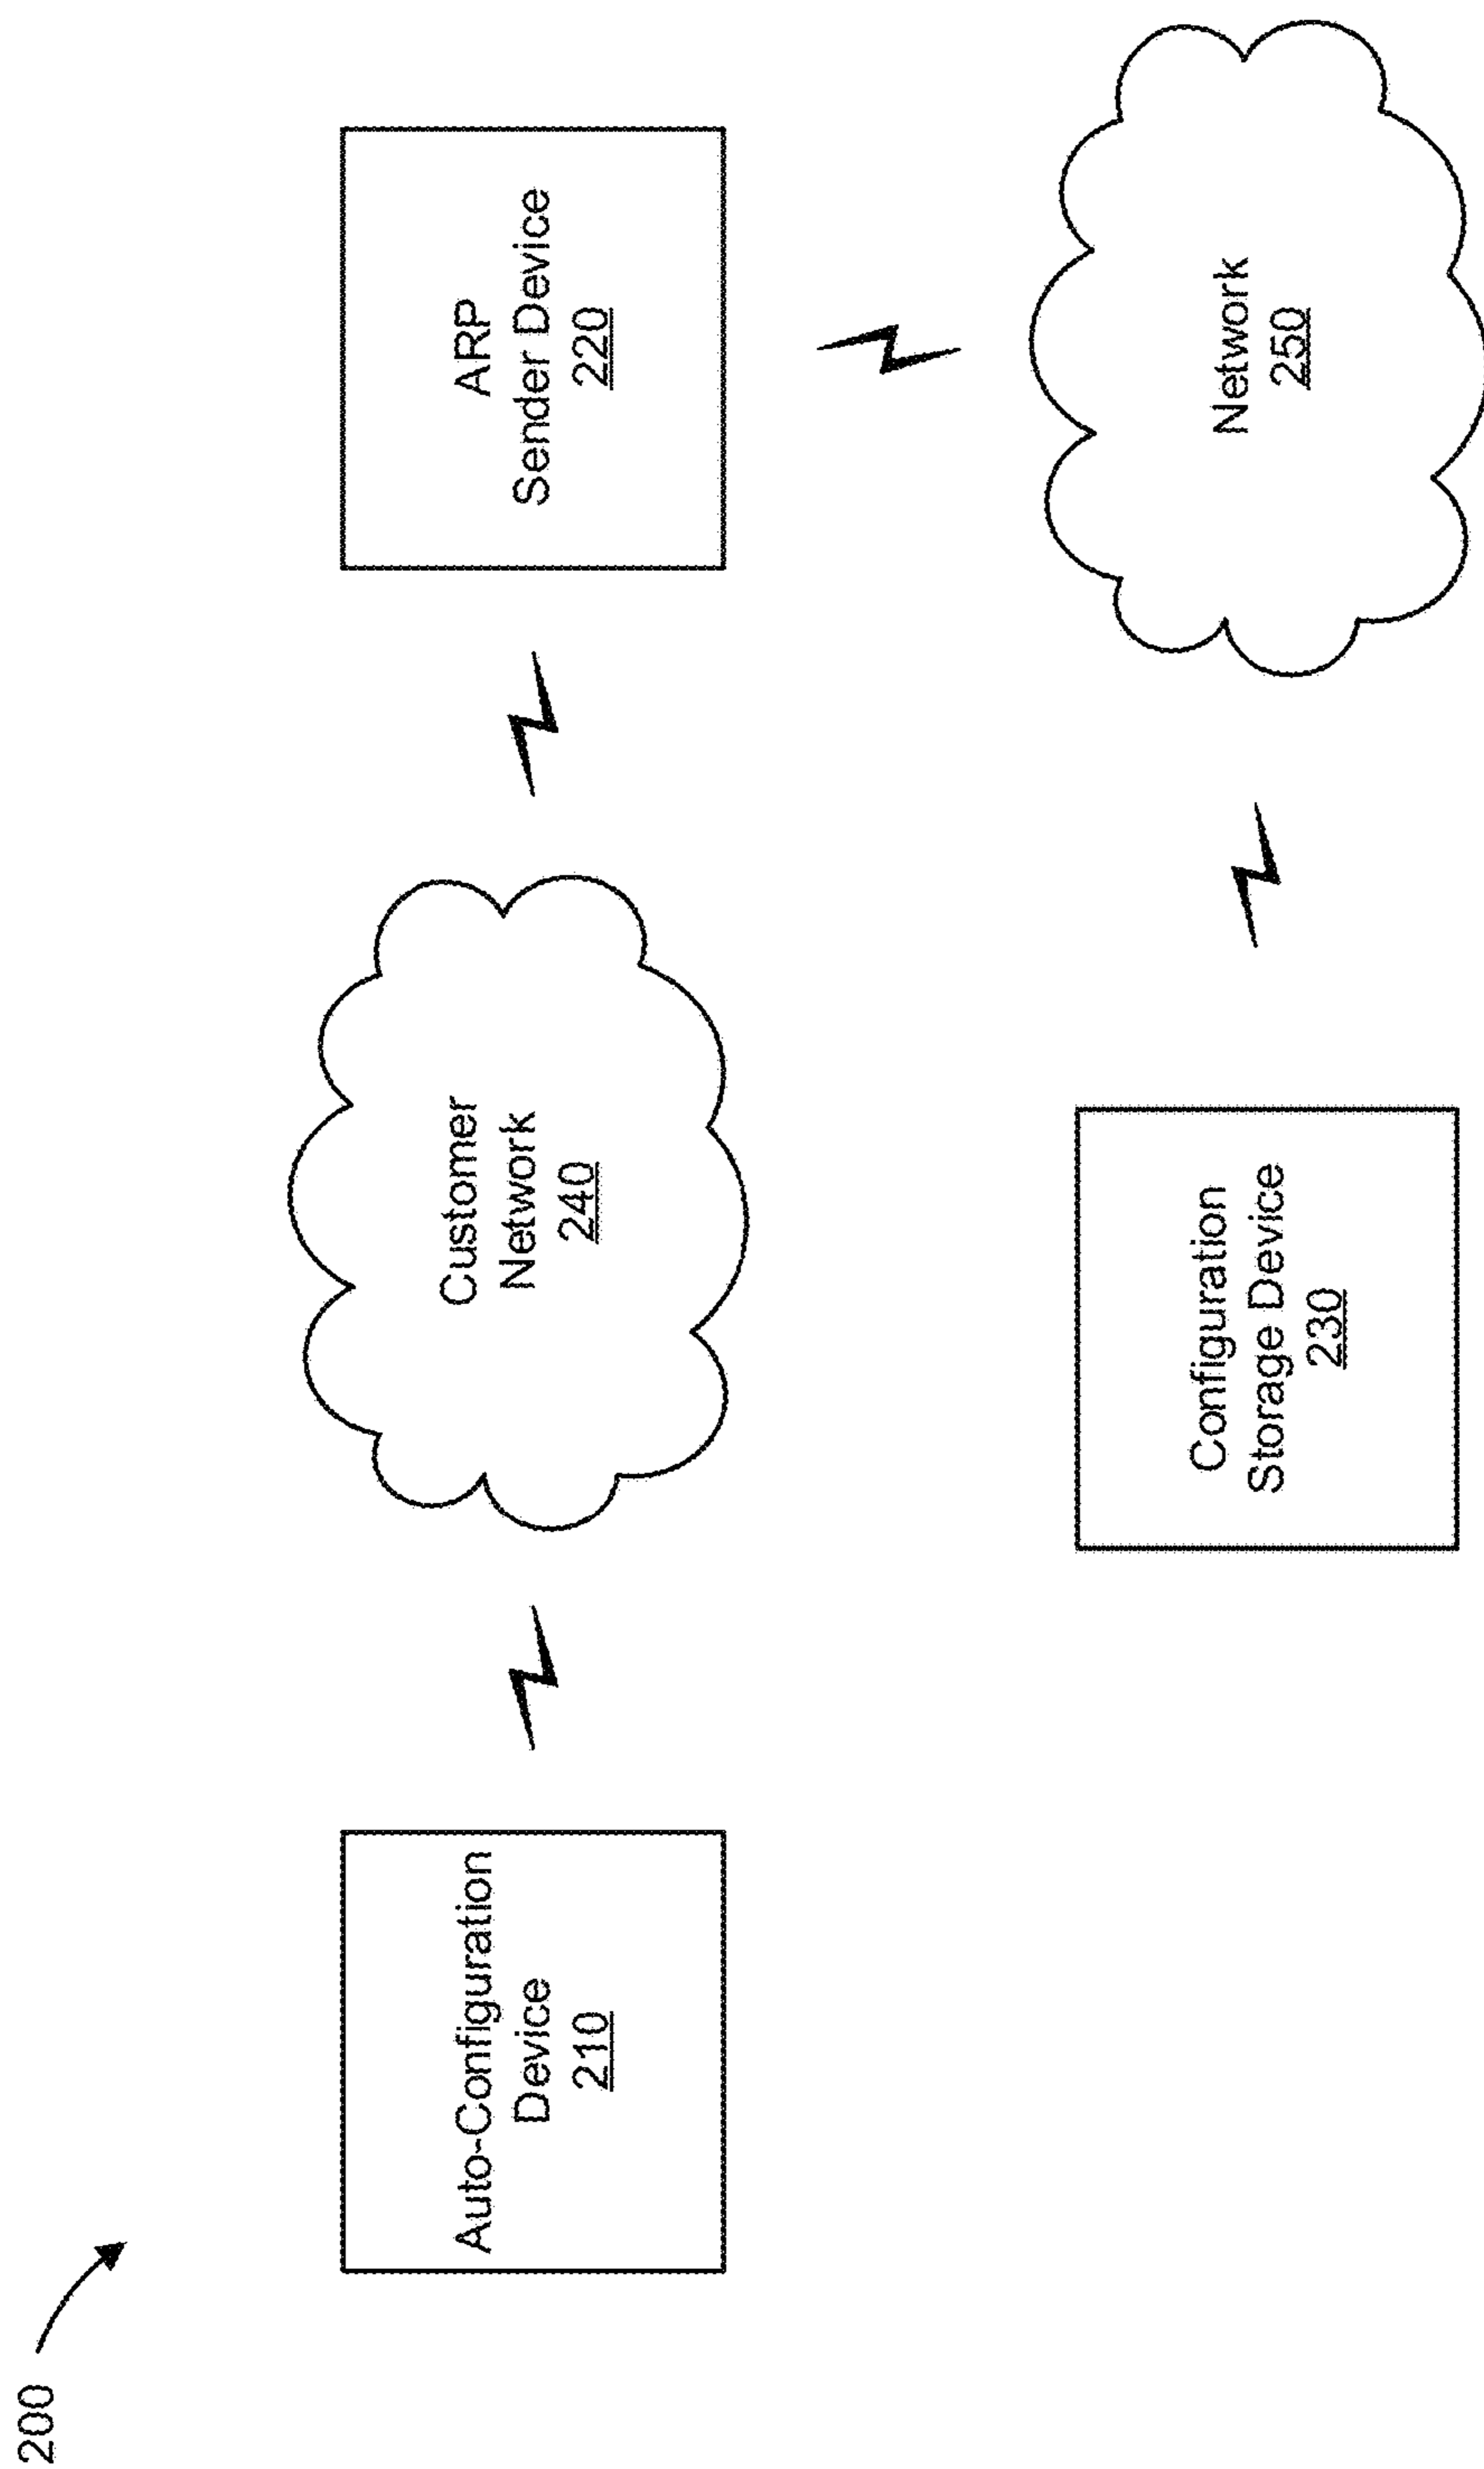 200
Auto-Configuration
Device
210
Customer
Network
240
ARP
Sender Device
220
Configuration
Storage Device
230
Network
250